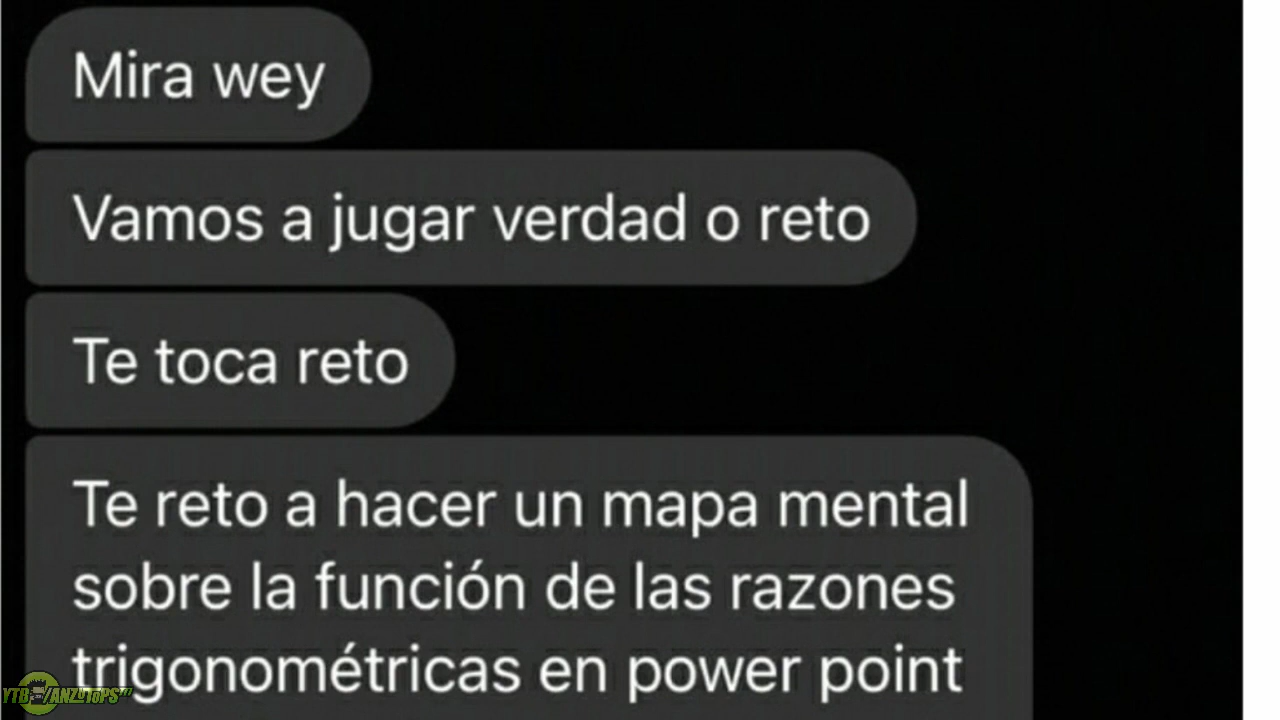 Mira wey
Vamos a jugar verdad o reto
Te toca reto
Te reto a hacer un mapa mental
sobre la función de las razones
trigonométricas en power point